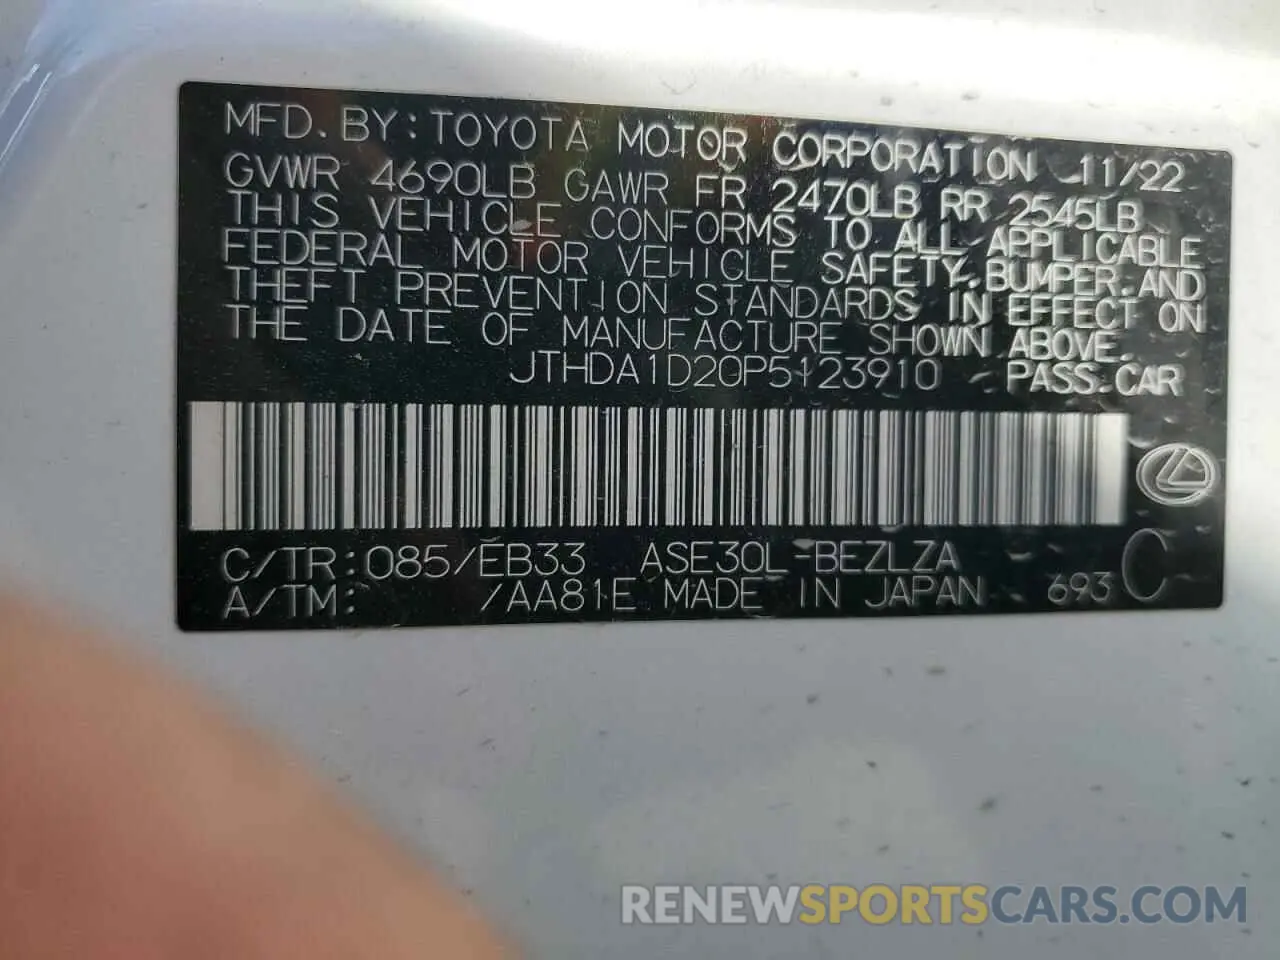 MFD. BY: TOYOTA MOTOR CORPORATION 11/22
GVWR 4690LB GAWR FR 2470LB RR 2545LB
THIS VEHICLE CONFORMS TO ALL APPLICABLE
FEDERAL MOTOR VEHICLE SAFETY, BUMPER, AND
THEFT PREVENTION STANDARDS IN EFFECT ON
THE DATE OF MANUFACTURE SHOWN ABOVE.
JTHDA1D20P5123910 PASS. CAR
C/TR: 085/EB33 ASE30L-BEZLZA C
A/TM: /AA81E MADE IN JAPAN 693
RENEWSPORTSCARS.COM